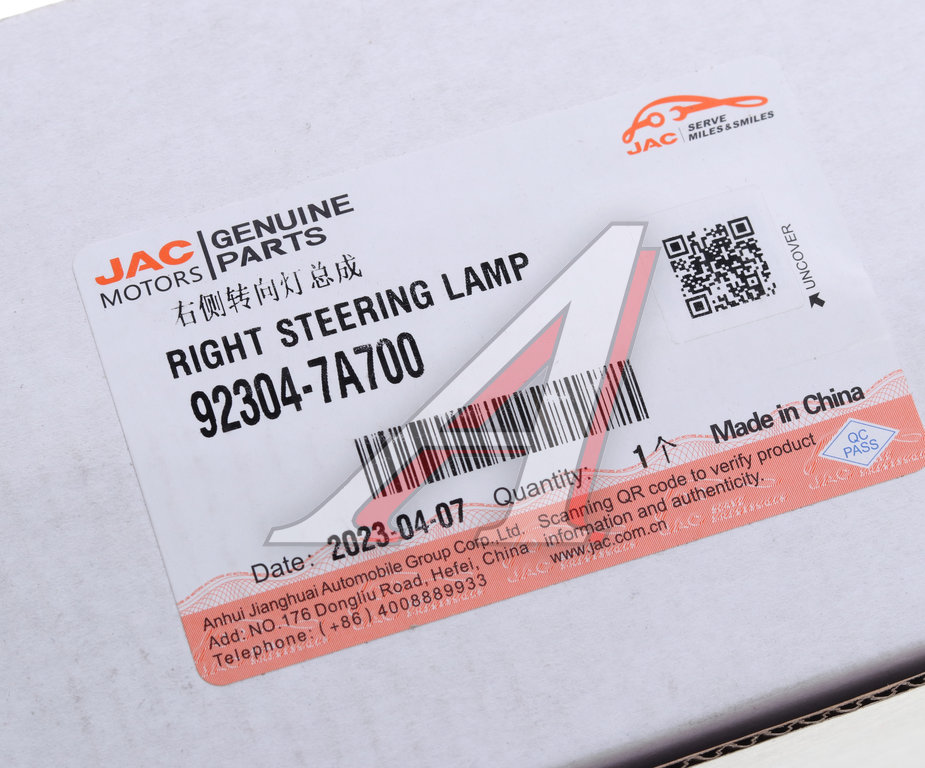 JAC SERVE
MILES&SMILES
JAC GENUINE
MOTORS PARTS
右侧转向灯总成
RIGHT STEERING LAMP
92304-7A700
UNCOVER
Date: 2023-04-07 Quantity: 1个 Made in China
QC
PASS
Anhui Jianghuai Automobile Group Corp.,Ltd.
Add: NO.176 Dongliu Road, Hefei, China
Telephone: (+86) 4008889933
Scanning QR code to verify product
information and authenticity.
www.jac.com.cn